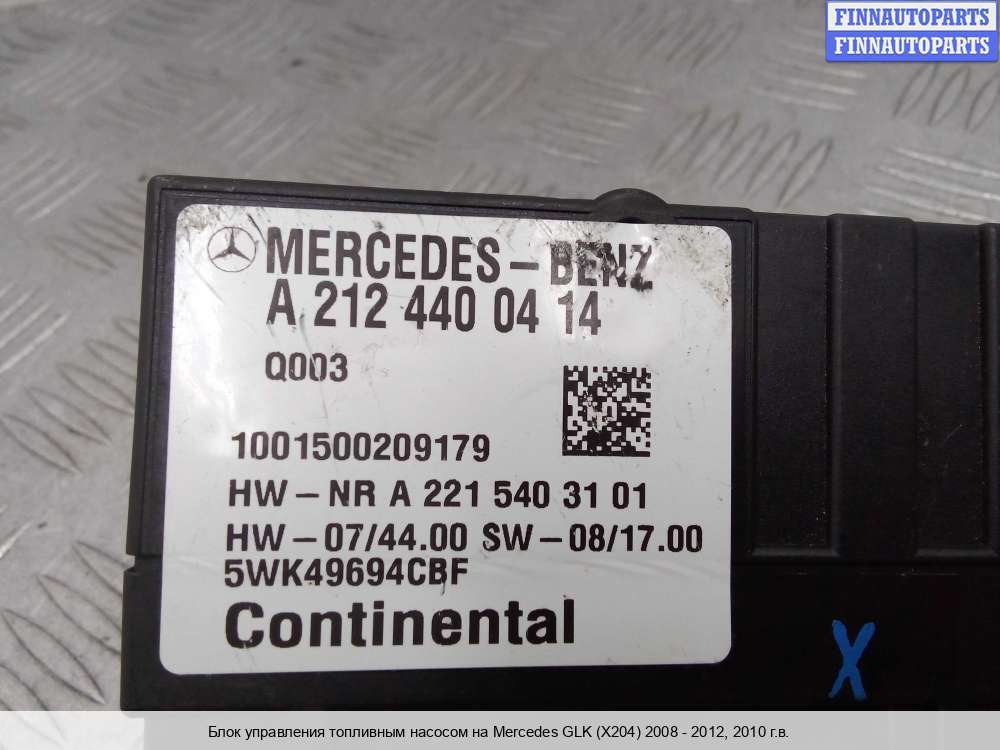 FINNAUTOPARTS
FINNAUTOPARTS
MERCEDES-BENZ
A 212 440 04 14
Q003
1001500209179
HW-NR A 221 540 31 01
HW-07/44.00 SW-08/17.00
5WK49694CBF
Continental
X
Блок управления топливным насосом на Mercedes GLK (X204) 2008 - 2012, 2010 г.в.